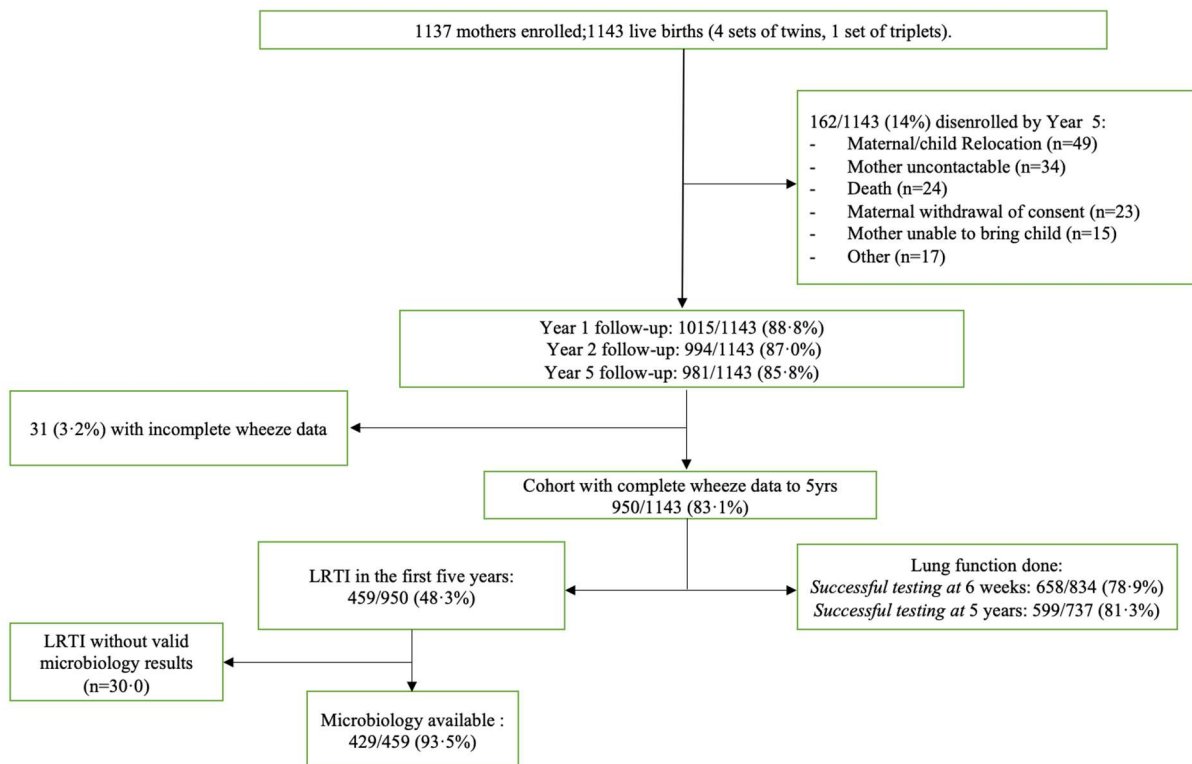 1137 mothers enrolled;1143 live births (4 sets of twins, 1 set of triplets).
162/1143 (14%) disenrolled by Year 5:
- Maternal/child Relocation (n=49)
- Mother uncontactable (n=34)
- Death (n=24)
- Maternal withdrawal of consent (n=23)
- Mother unable to bring child (n=15)
- Other (n=17)
Year 1 follow-up: 1015/1143 (88·8%)
Year 2 follow-up: 994/1143 (87·0%)
Year 5 follow-up: 981/1143 (85·8%)
31 (3·2%) with incomplete wheeze data
Cohort with complete wheeze data to 5yrs
950/1143 (83·1%)
LRTI in the first five years:
459/950 (48·3%)
Lung function done:
Successful testing at 6 weeks: 658/834 (78·9%)
Successful testing at 5 years: 599/737 (81·3%)
LRTI without valid
microbiology results
(n=30·0)
Microbiology available :
429/459 (93·5%)